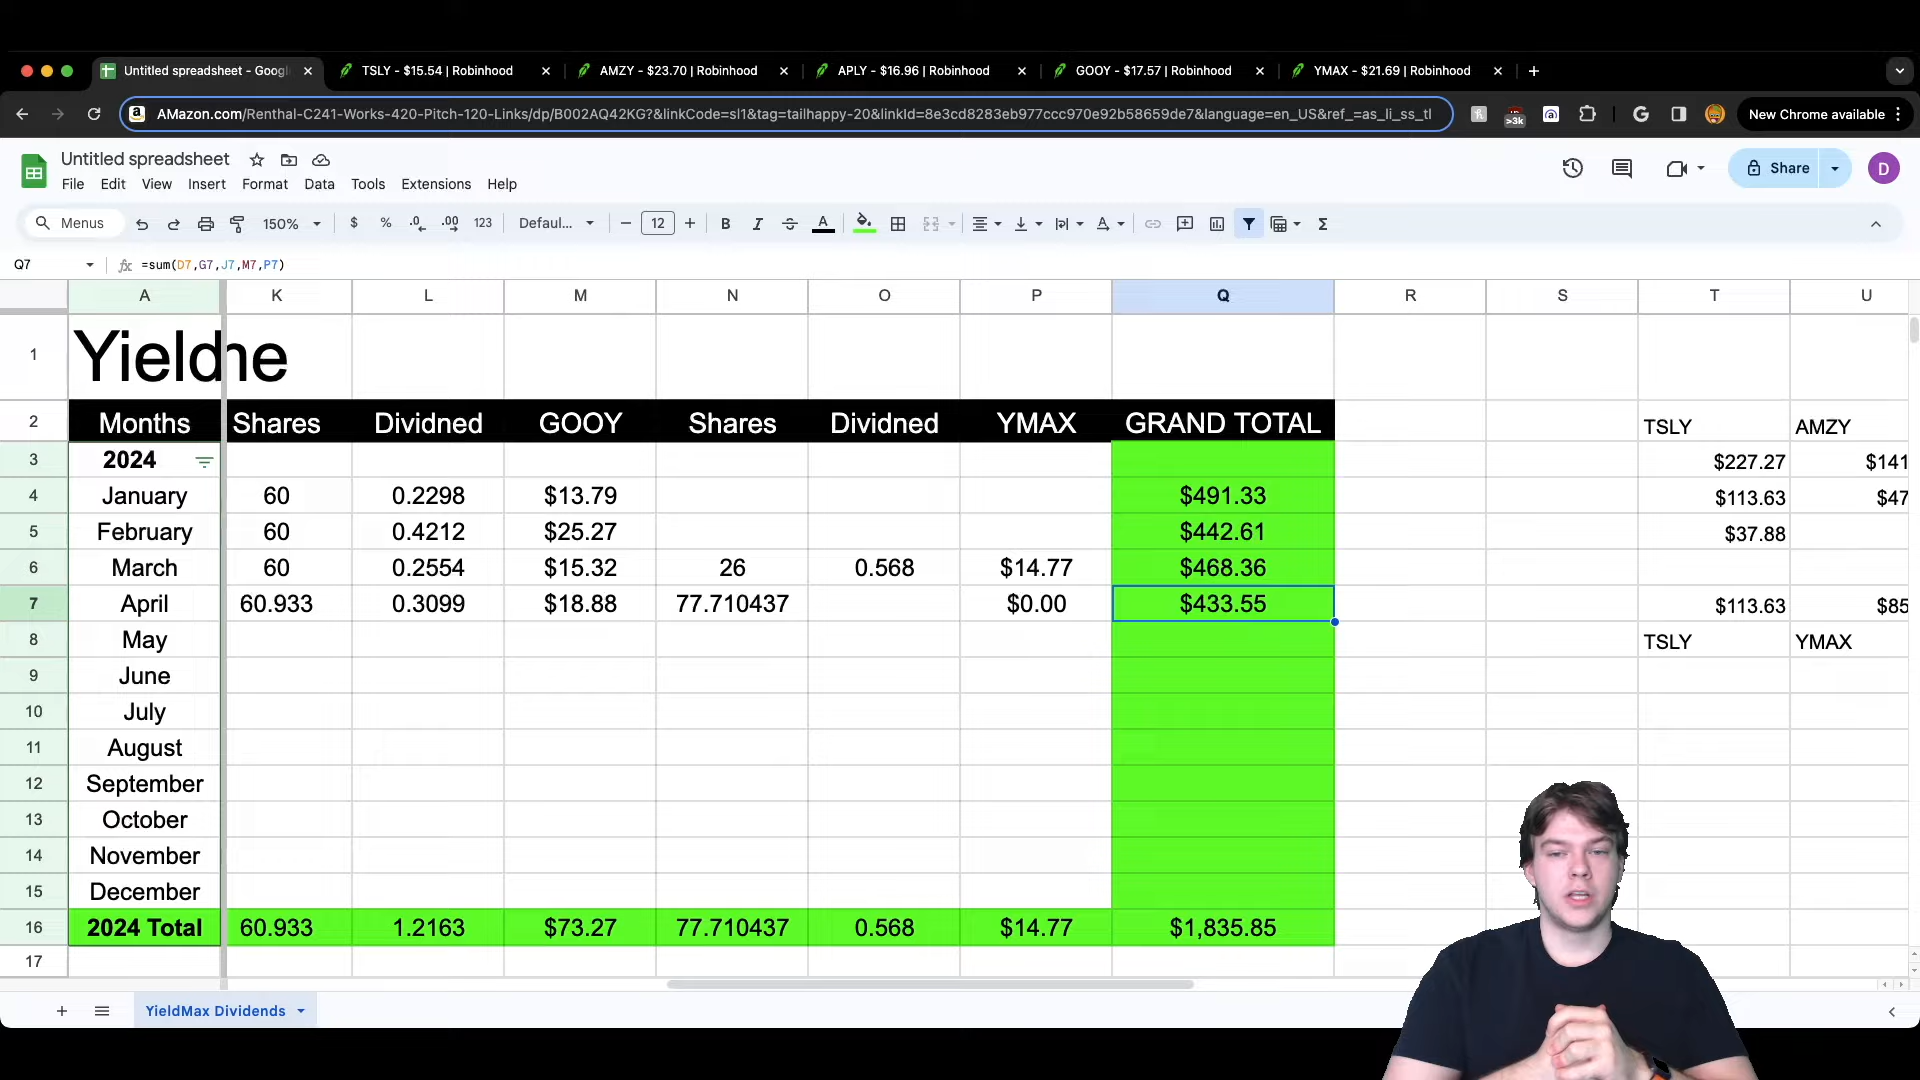 Untitled spreadsheet - Googl
TSLY - $15.54 | Robinhood
AMZY - $23.70 | Robinhood
APLY - $16.96 | Robinhood
GOOY - $17.57 | Robinhood
YMAX - $21.69 | Robinhood
AMazon.com/Renthal-C241-Works-420-Pitch-120-Links/dp/B002AQ42KG?&linkCode=sl1&tag=tailhappy-20&linkId=8e3cd8283eb977ccc970e92b58659de7&language=en_US&ref_=as_li_ss_tl
>3k
New Chrome available
Untitled spreadsheet
File Edit View Insert Format Data Tools Extensions Help
Share
D
Menus 150% $ % .0 .00 123 Defaul... 12 B I A
Q7 fx =sum(D7,G7,J7,M7,P7)
A K L M N O P Q R S T U
1 Yieldne
2 Months Shares Dividned GOOY Shares Dividned YMAX GRAND TOTAL TSLY AMZY
3 2024 $227.27 $141
4 January 60 0.2298 $13.79 $491.33 $113.63 $47
5 February 60 0.4212 $25.27 $442.61 $37.88
6 March 60 0.2554 $15.32 26 0.568 $14.77 $468.36
7 April 60.933 0.3099 $18.88 77.710437 $0.00 $433.55 $113.63 $85
8 May TSLY YMAX
9 June
10 July
11 August
12 September
13 October
14 November
15 December
16 2024 Total 60.933 1.2163 $73.27 77.710437 0.568 $14.77 $1,835.85
17
YieldMax Dividends